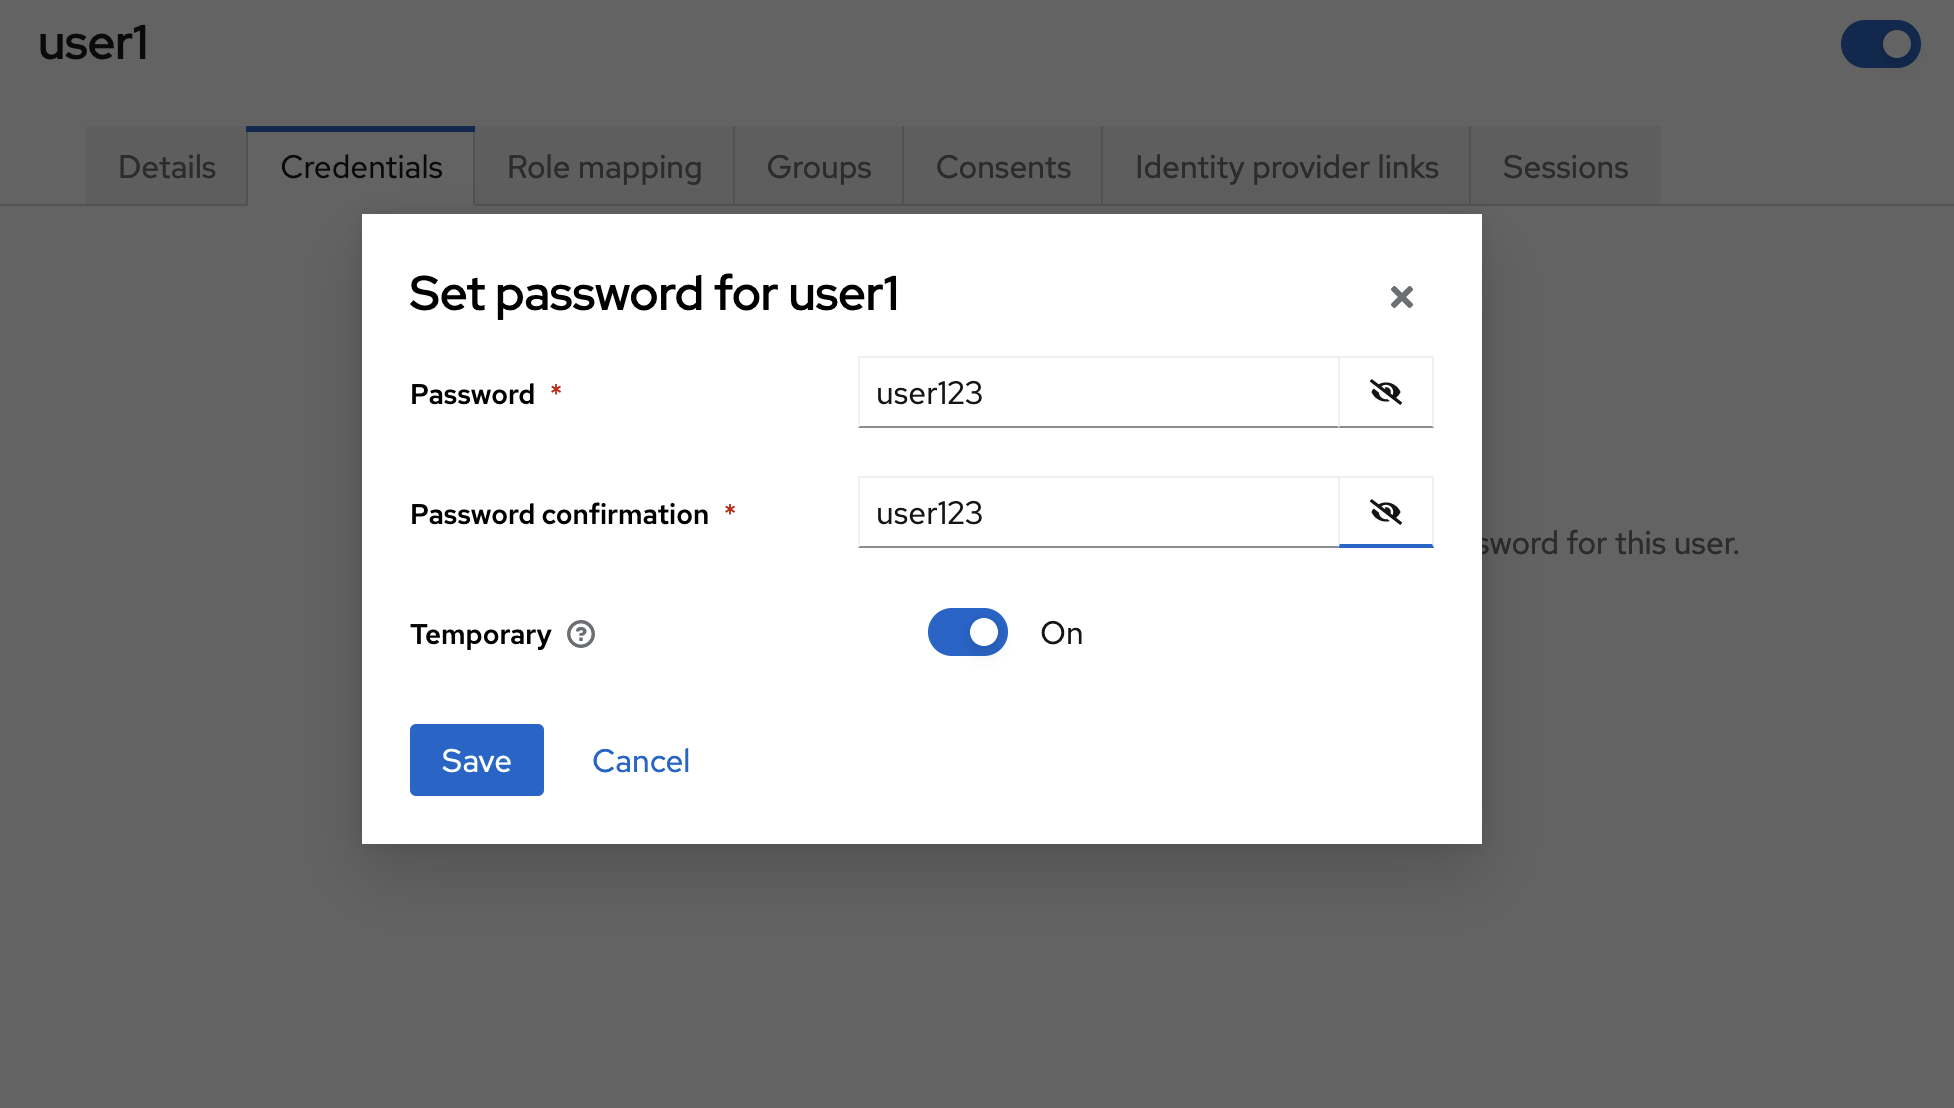 user1
Details Credentials Role mapping Groups Consents Identity provider links Sessions
Set password for user1
Password *
user123
Password confirmation *
user123
for this user.
Temporary
On
Save Cancel